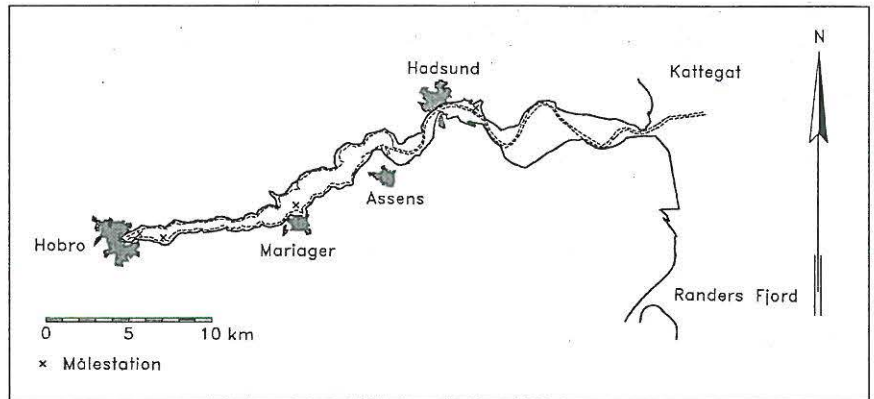 N
Hadsund
Kattegat
Assens
Hobro
Mariager
Randers Fjord
0 5 10 km
× Målestation